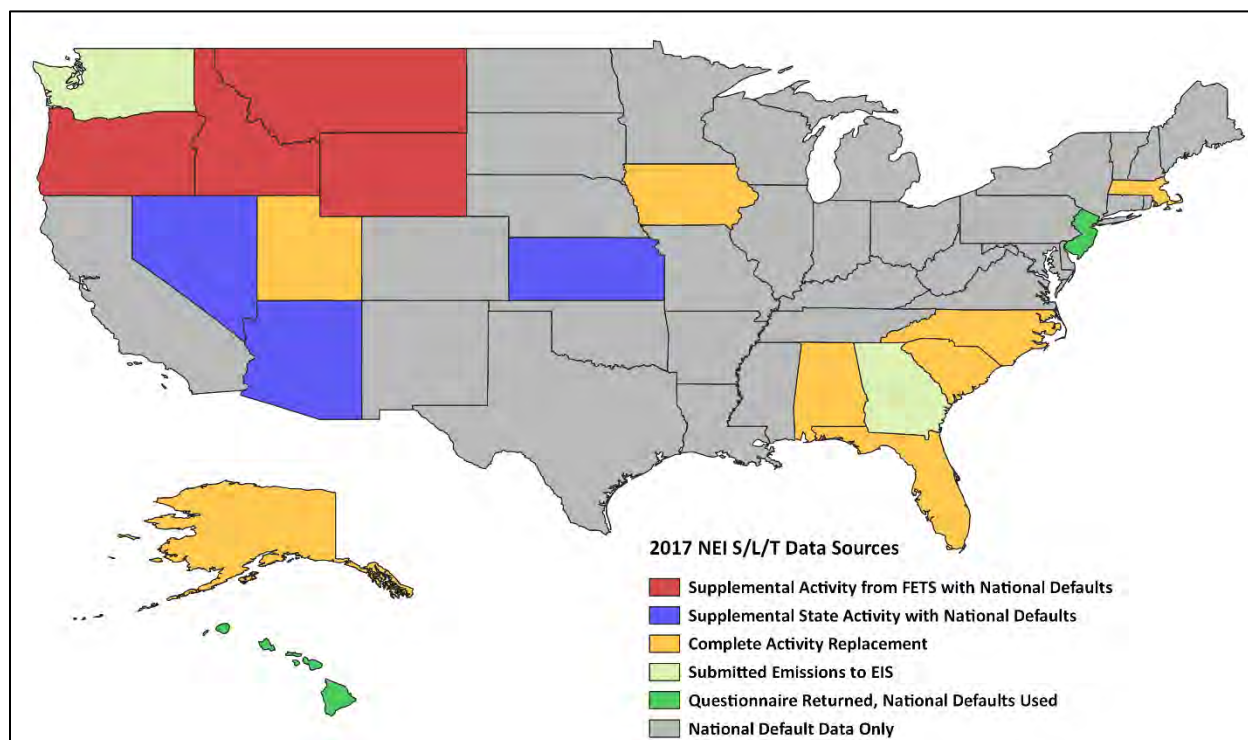 2017 NEI S/L/T Data Sources
Supplemental Activity from FETS with National Defaults
Supplemental State Activity with National Defaults
Complete Activity Replacement
Submitted Emissions to EIS
Questionnaire Returned, National Defaults Used
National Default Data Only